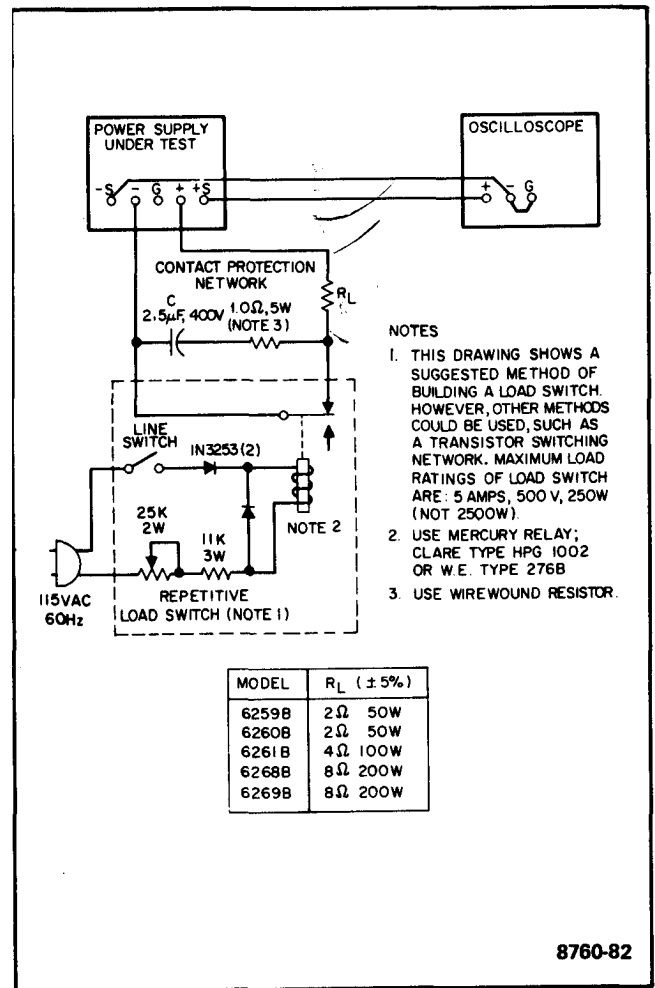 POWER SUPPLY
UNDER TEST
-S - G + +S
OSCILLOSCOPE
+ - G
CONTACT PROTECTION
NETWORK
C
2.5µF, 400V
1.0Ω, 5W
(NOTE 3)
RL
LINE
SWITCH
IN3253(2)
NOTE 2
25K
2W
11K
3W
115VAC
60Hz
REPETITIVE
LOAD SWITCH (NOTE 1)
NOTES
1. THIS DRAWING SHOWS A
SUGGESTED METHOD OF
BUILDING A LOAD SWITCH.
HOWEVER, OTHER METHODS
COULD BE USED, SUCH AS
A TRANSISTOR SWITCHING
NETWORK. MAXIMUM LOAD
RATINGS OF LOAD SWITCH
ARE: 5 AMPS, 500 V, 250W
(NOT 2500W).
2. USE MERCURY RELAY;
CLARE TYPE HPG 1002
OR W.E. TYPE 276B
3. USE WIREWOUND RESISTOR.
MODEL RL (±5%)
6259B 2Ω 50W
6260B 2Ω 50W
6261B 4Ω 100W
6268B 8Ω 200W
6269B 8Ω 200W
8760-82